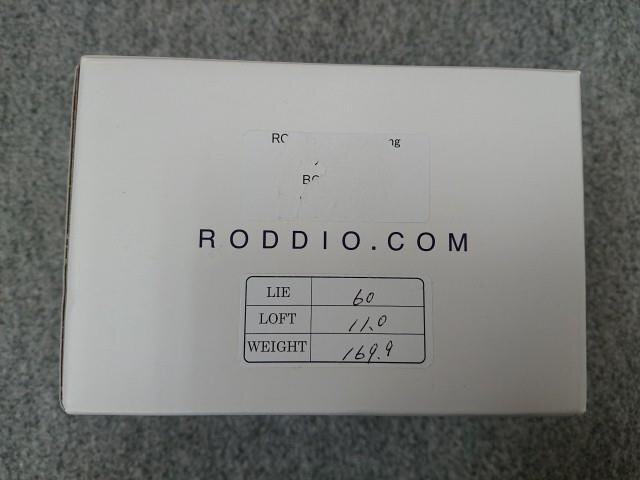 RODDIO.COM
LIE 60
LOFT 11.0
WEIGHT 169.9